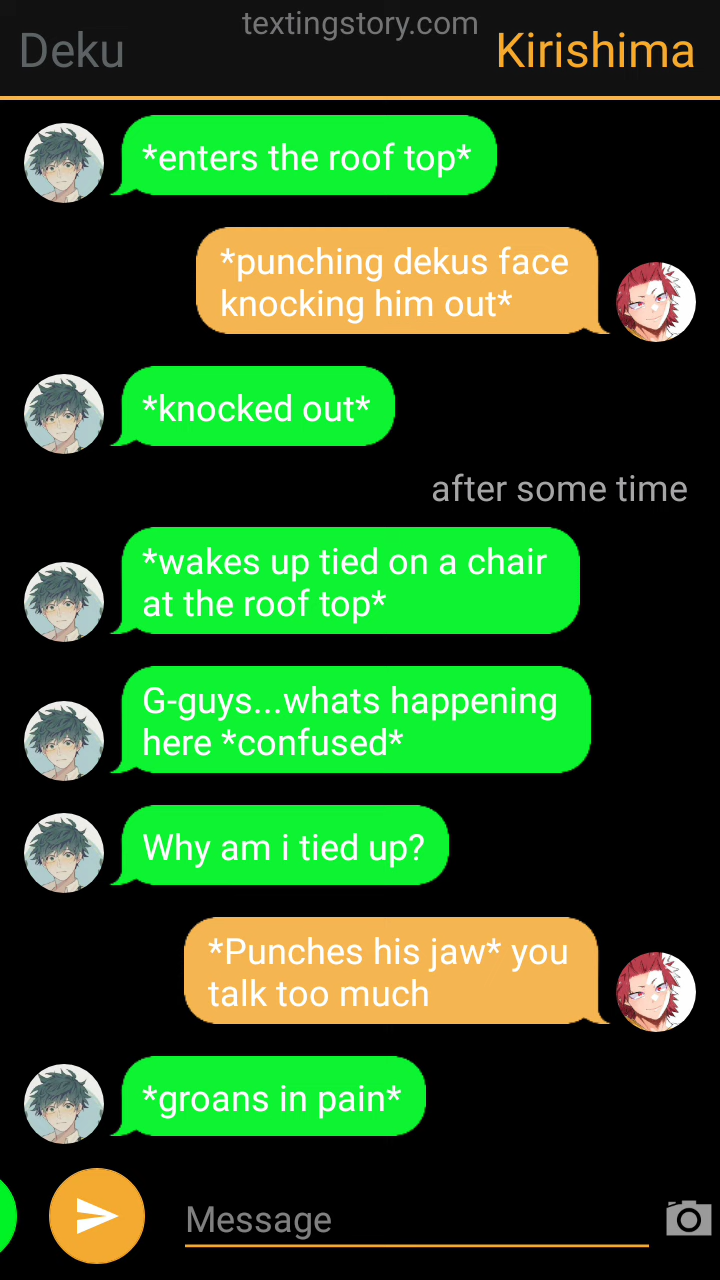 textingstory.com
Deku
Kirishima
*enters the roof top*
*punching dekus face
knocking him out*
*knocked out*
after some time
*wakes up tied on a chair
at the roof top*
G-guys...whats happening
here *confused*
Why am i tied up?
*Punches his jaw* you
talk too much
*groans in pain*
Message